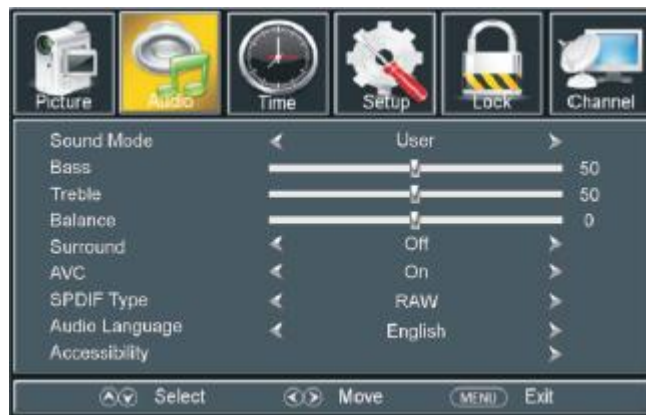 Picture Audio Time Setup Lock Channel
Sound Mode User
Bass 50
Treble 50
Balance 0
Surround Off
AVC On
SPDIF Type RAW
Audio Language English
Accessibility
Select Move MENU Exit